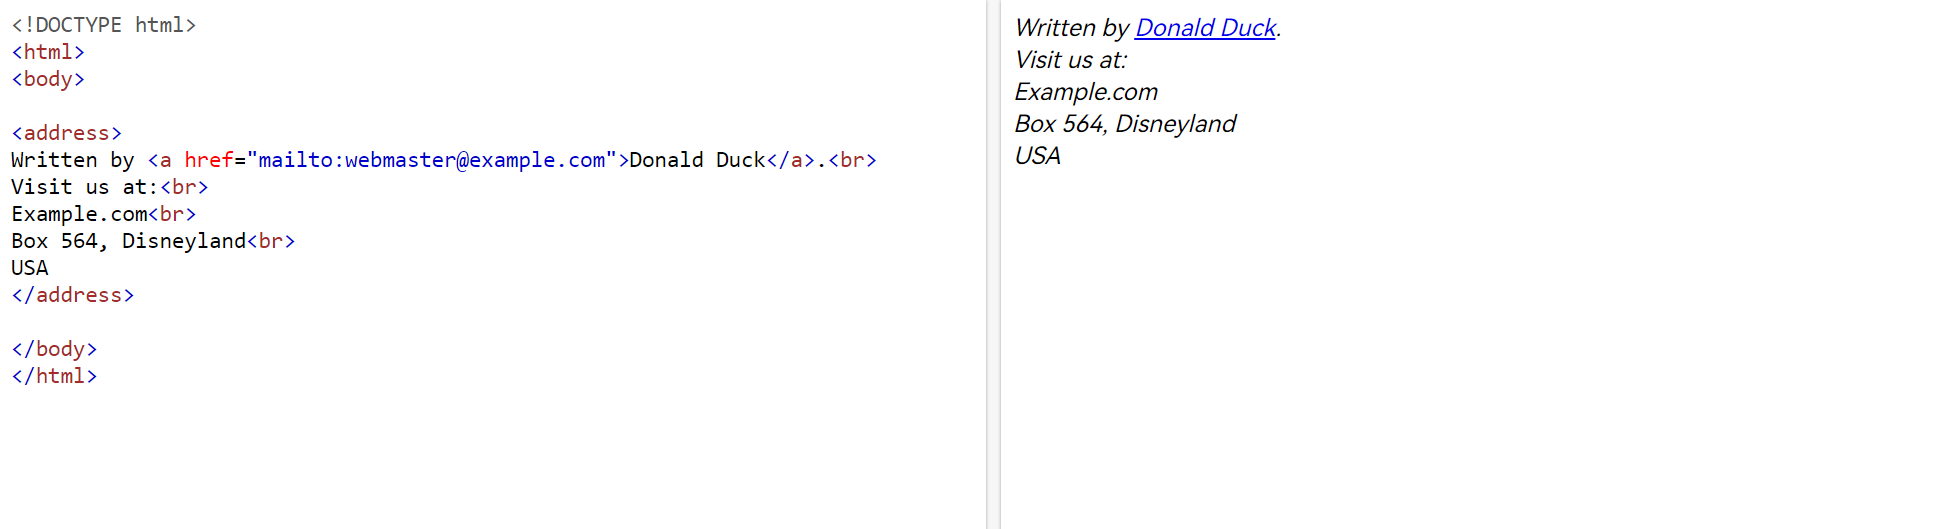 <!DOCTYPE html>
<html>
<body>
<address>
Written by <a href="mailto:webmaster@example.com">Donald Duck</a>.<br>
Visit us at:<br>
Example.com<br>
Box 564, Disneyland<br>
USA
</address>
</body>
</html>
Written by Donald Duck.
Visit us at:
Example.com
Box 564, Disneyland
USA